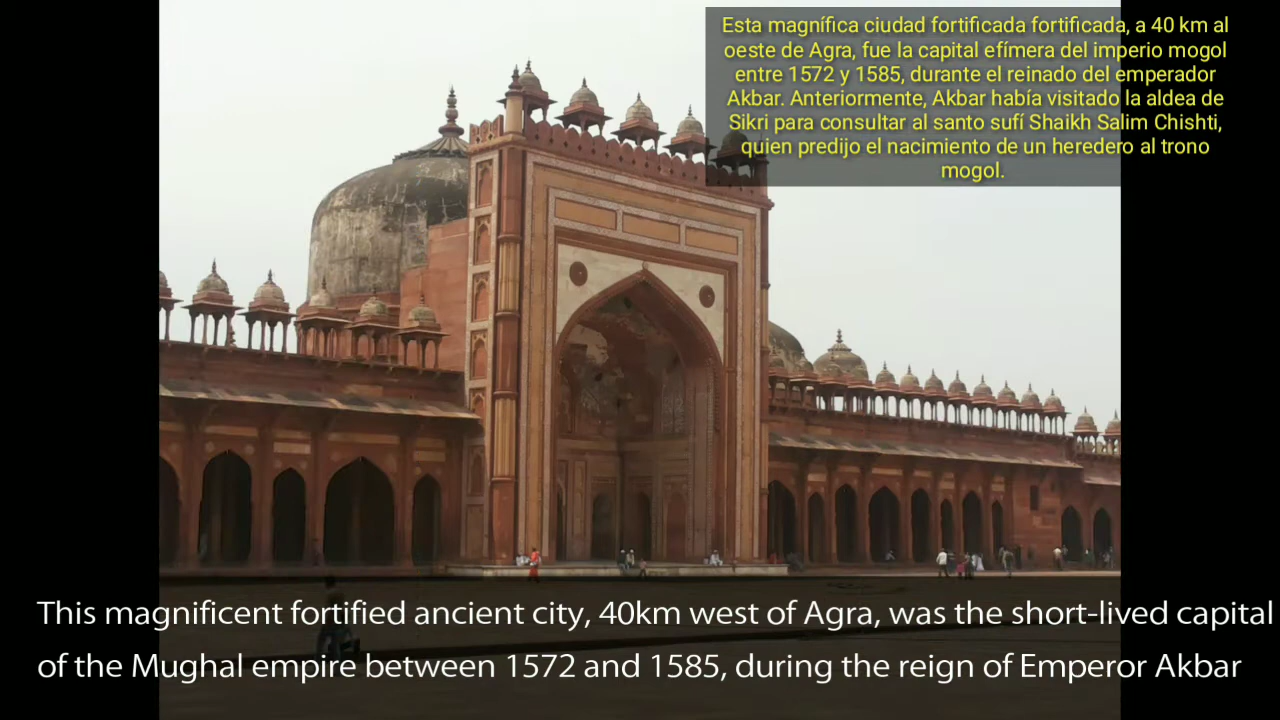 Esta magnífica ciudad fortificada fortificada, a 40 km al
oeste de Agra, fue la capital efímera del imperio mogol
entre 1572 y 1585, durante el reinado del emperador
Akbar. Anteriormente, Akbar había visitado la aldea de
Sikri para consultar al santo sufí Shaikh Salim Chishti,
quien predijo el nacimiento de un heredero al trono
mogol.
This magnificent fortified ancient city, 40km west of Agra, was the short-lived capital
of the Mughal empire between 1572 and 1585, during the reign of Emperor Akbar